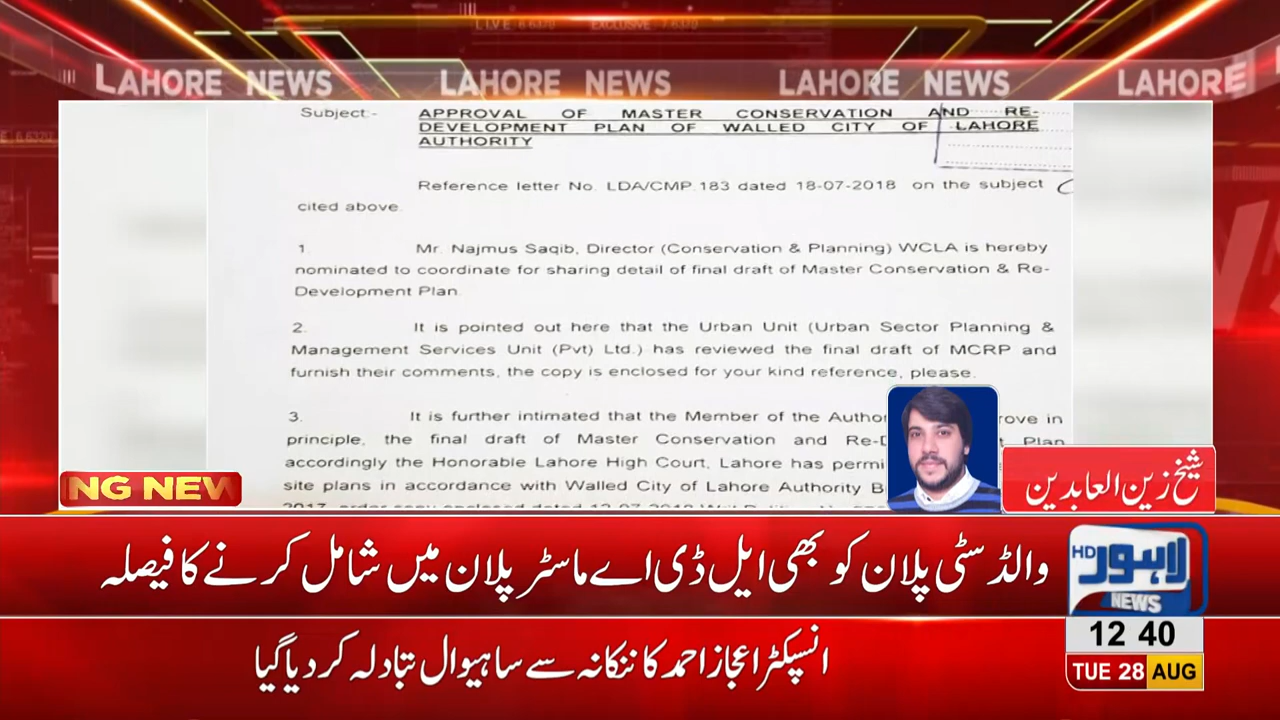 LIVE 6.6370 EXCLUSIVE 7.6370
LAHORE NEWS LAHORE NEWS LAHORE NEWS LAHORE
Subject:- APPROVAL OF MASTER CONSERVATION AND RE-
DEVELOPMENT PLAN OF WALLED CITY OF LAHORE
AUTHORITY
Reference letter No. LDA/CMP.183 dated 18-07-2018 on the subject
cited above.
1. Mr. Najmus Saqib, Director (Conservation & Planning) WCLA is hereby
nominated to coordinate for sharing detail of final draft of Master Conservation & Re-
Development Plan.
2. It is pointed out here that the Urban Unit (Urban Sector Planning &
Management Services Unit (Pvt) Ltd.) has reviewed the final draft of MCRP and
furnish their comments, the copy is enclosed for your kind reference, please.
3. It is further intimated that the Member of the Author rove in
principle, the final draft of Master Conservation and Re-D Plan
accordingly the Honorable Lahore High Court, Lahore has permi
site plans in accordance with Walled City of Lahore Authority B
شیخ زین العابدین
NG NEW
والڈ سٹی پلان کو بھی ایل ڈی اے ماسٹر پلان میں شامل کرنے کا فیصلہ
HD لاہور
NEWS
12 40
انسپکٹر اعجاز احمد کا ننکانہ سے ساہیوال تبادلہ کر دیا گیا
TUE 28 AUG